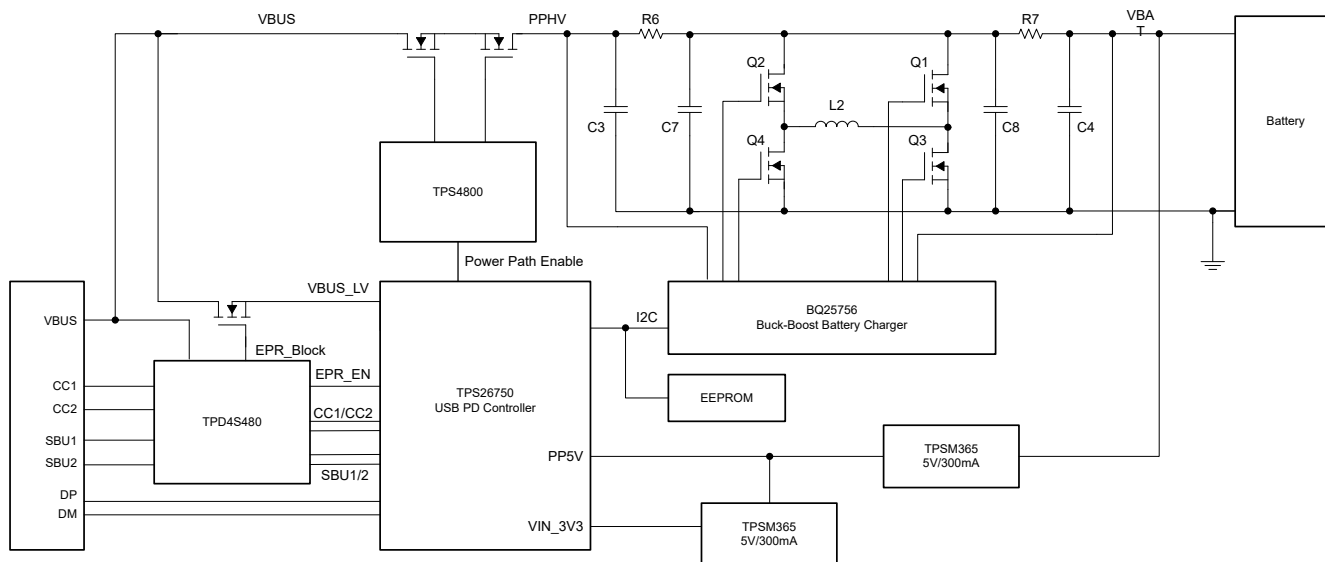 VBUS
PPHV
R6
R7
VBA
T
Q2
Q1
C3
C7
L2
C8
C4
Battery
Q4
Q3
TPS4800
Power Path Enable
VBUS_LV
VBUS
I2C
BQ25756
Buck-Boost Battery Charger
EPR_Block
EPR_EN
CC1
CC2
TPD4S480
CC1/CC2
TPS26750
USB PD Controller
EEPROM
SBU1
SBU2
SBU1/2
PP5V
TPSM365
5V/300mA
DP
DM
VIN_3V3
TPSM365
5V/300mA